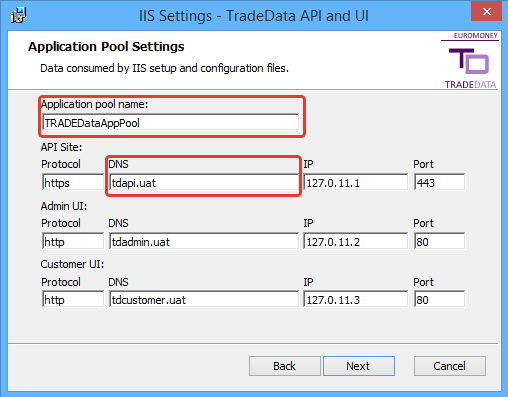 IIS Settings - TradeData API and UI
Application Pool Settings
Data consumed by IIS setup and configuration files.
EUROMONEY
TD
TRADEDATA
Application pool name:
TRADEDataAppPool
API Site:
Protocol DNS IP Port
https tdapi.uat 127.0.11.1 443
Admin UI:
Protocol DNS IP Port
http tdadmin.uat 127.0.11.2 80
Customer UI:
Protocol DNS IP Port
http tdcustomer.uat 127.0.11.3 80
Back Next Cancel